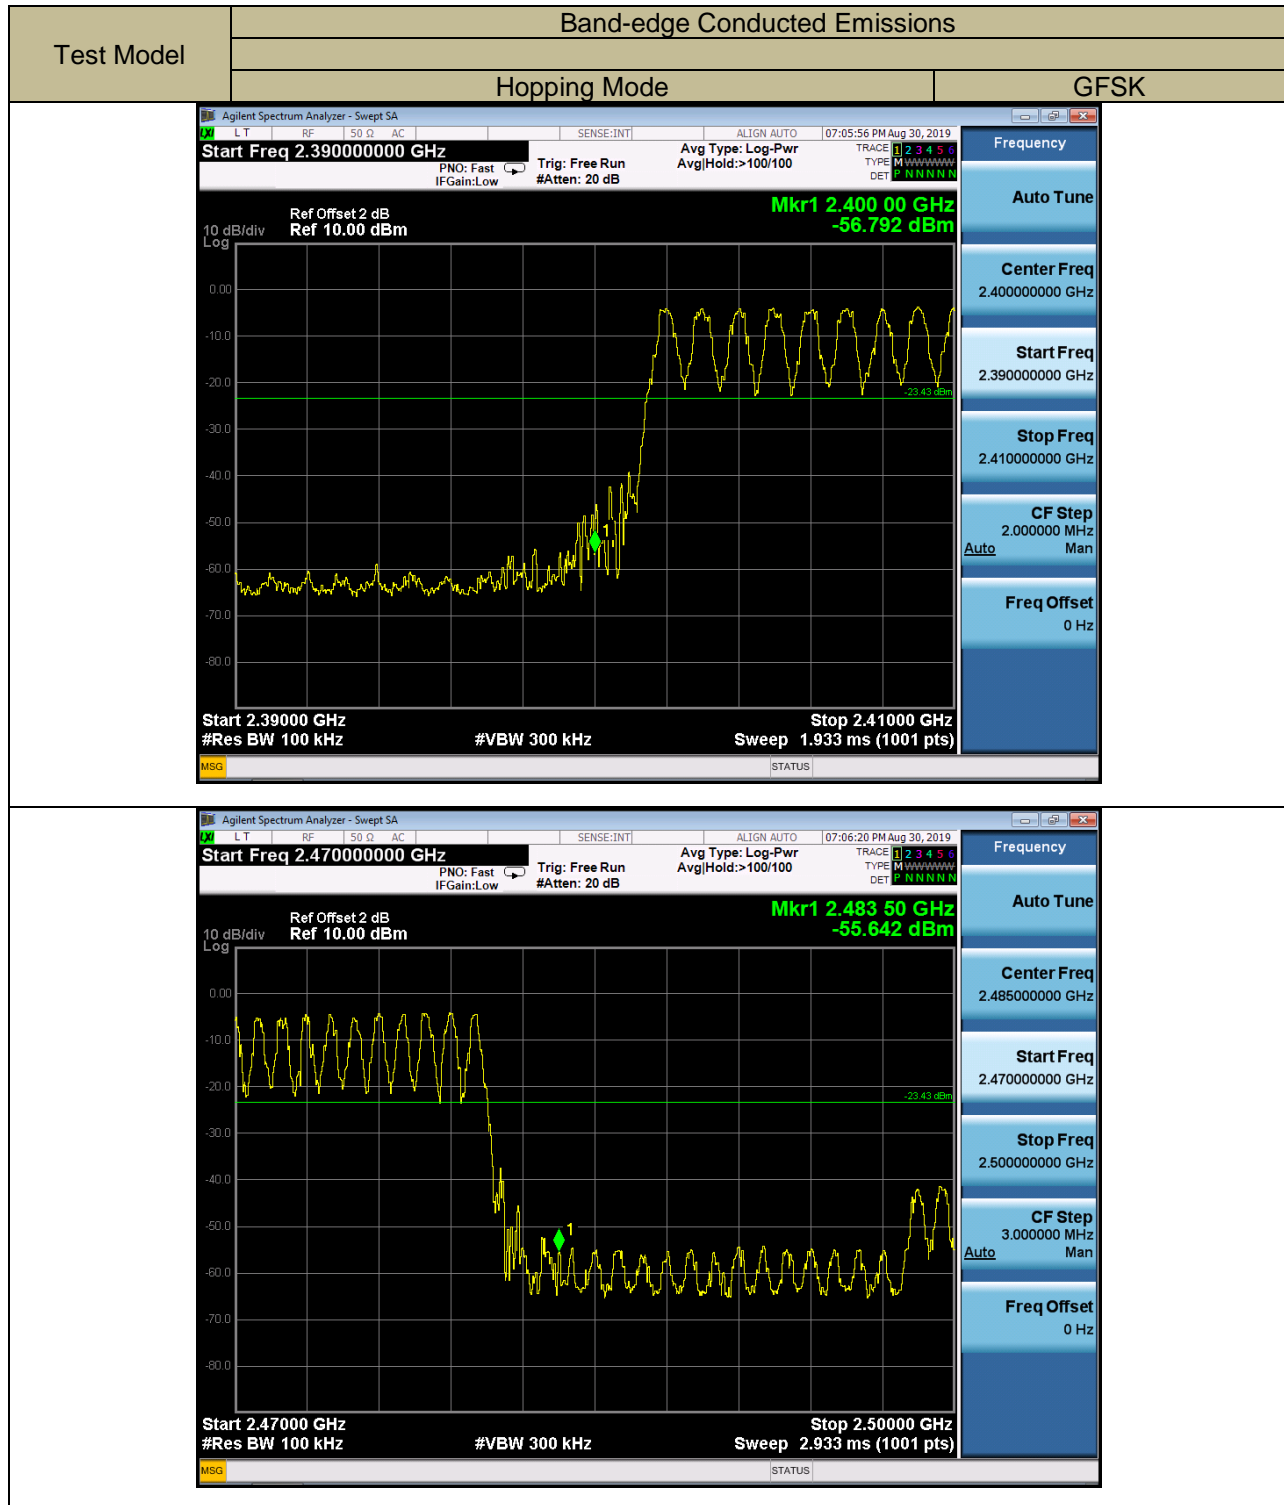 Test Model
Band-edge Conducted Emissions
Hopping Mode
GFSK
Agilent Spectrum Analyzer - Swept SA
LXI L T RF 50 Ω AC SENSE:INT ALIGN AUTO 07:05:56 PM Aug 30, 2019
Start Freq 2.390000000 GHz
PNO: Fast
IFGain:Low
Trig: Free Run
#Atten: 20 dB
Avg Type: Log-Pwr
Avg|Hold:>100/100
TRACE 1 2 3 4 5 6
TYPE M WWWWW
DET P N N N N N
Mkr1 2.400 00 GHz
-56.792 dBm
Ref Offset 2 dB
10 dB/div Ref 10.00 dBm
Log
0.00
-10.0
-20.0
-23.43 dBm
-30.0
-40.0
-50.0
1
-60.0
-70.0
-80.0
Start 2.39000 GHz Stop 2.41000 GHz
#Res BW 100 kHz #VBW 300 kHz Sweep 1.933 ms (1001 pts)
MSG STATUS
Frequency
Auto Tune
Center Freq
2.400000000 GHz
Start Freq
2.390000000 GHz
Stop Freq
2.410000000 GHz
CF Step
2.000000 MHz
Auto Man
Freq Offset
0 Hz
Agilent Spectrum Analyzer - Swept SA
LXI L T RF 50 Ω AC SENSE:INT ALIGN AUTO 07:06:20 PM Aug 30, 2019
Start Freq 2.470000000 GHz
PNO: Fast
IFGain:Low
Trig: Free Run
#Atten: 20 dB
Avg Type: Log-Pwr
Avg|Hold:>100/100
TRACE 1 2 3 4 5 6
TYPE M WWWWW
DET P N N N N N
Mkr1 2.483 50 GHz
-55.642 dBm
Ref Offset 2 dB
10 dB/div Ref 10.00 dBm
Log
0.00
-10.0
-20.0
-23.43 dBm
-30.0
-40.0
-50.0
1
-60.0
-70.0
-80.0
Start 2.47000 GHz Stop 2.50000 GHz
#Res BW 100 kHz #VBW 300 kHz Sweep 2.933 ms (1001 pts)
MSG STATUS
Frequency
Auto Tune
Center Freq
2.485000000 GHz
Start Freq
2.470000000 GHz
Stop Freq
2.500000000 GHz
CF Step
3.000000 MHz
Auto Man
Freq Offset
0 Hz